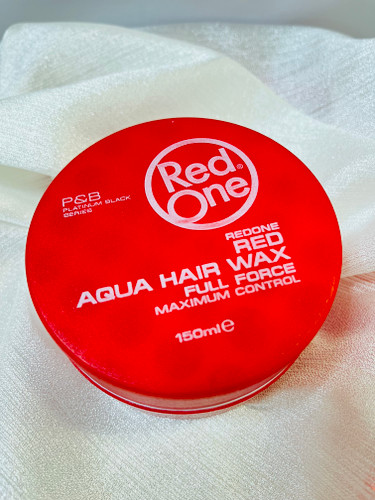 Red
One®
P&B
PLATINUM BLACK
SERIES
REDONE
RED
AQUA HAIR WAX
FULL FORCE
MAXIMUM CONTROL
150ml℮